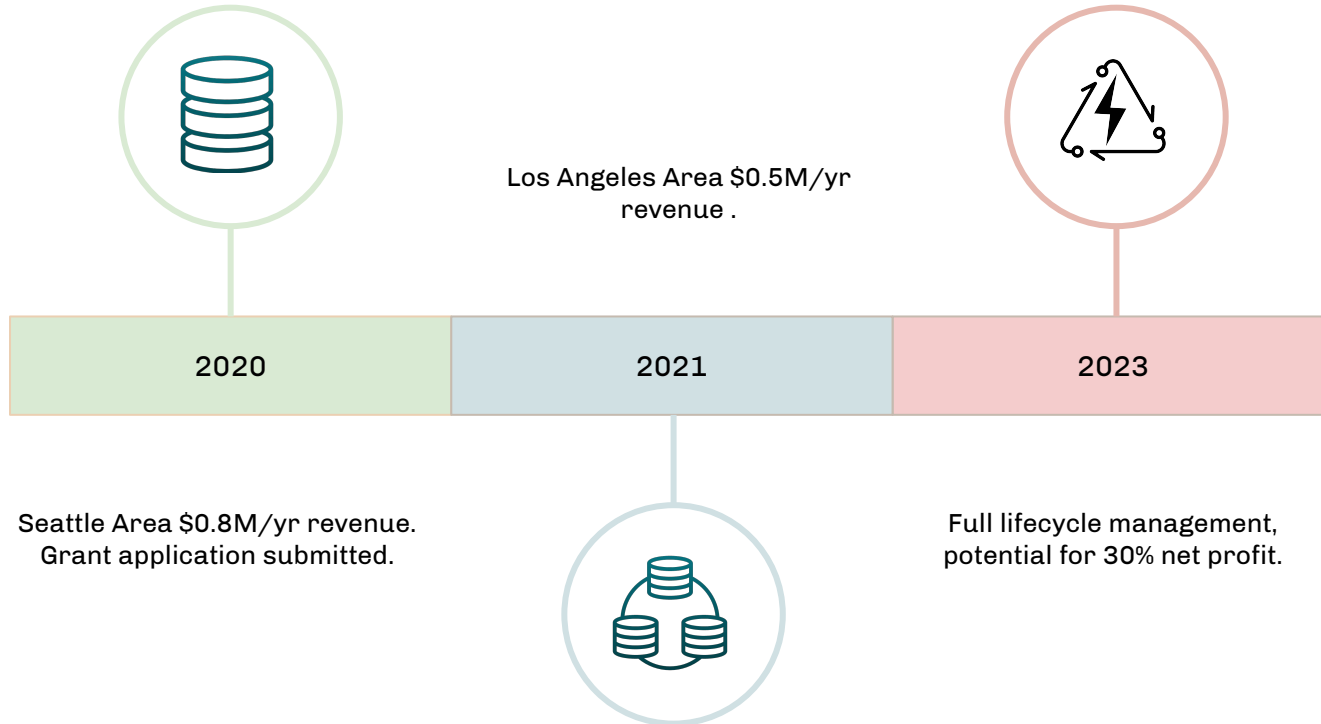 Los Angeles Area $0.5M/yr
revenue .
2020
2021
2023
Seattle Area $0.8M/yr revenue.
Grant application submitted.
Full lifecycle management,
potential for 30% net profit.